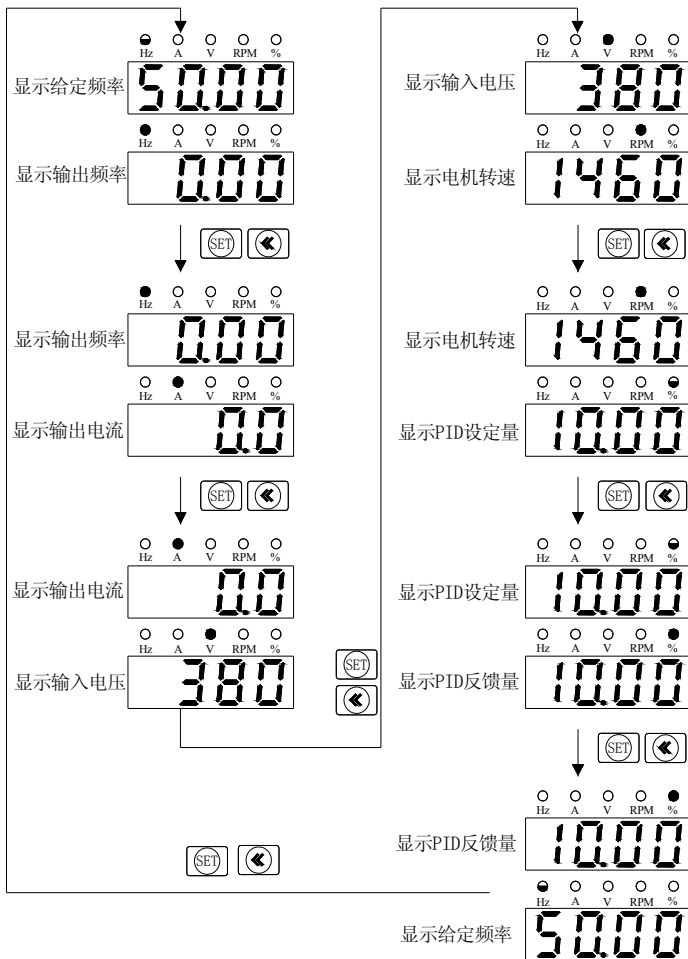 Hz A V RPM %
显示给定频率 50.00
Hz A V RPM %
显示输出频率 0.00
SET
Hz A V RPM %
显示输出频率 0.00
Hz A V RPM %
显示输出电流 0.0
SET
Hz A V RPM %
显示输出电流 0.0
Hz A V RPM %
显示输入电压 380
SET
SET
Hz A V RPM %
显示输入电压 380
Hz A V RPM %
显示电机转速 1460
SET
Hz A V RPM %
显示电机转速 1460
Hz A V RPM %
显示PID设定量 10.00
SET
Hz A V RPM %
显示PID设定量 10.00
Hz A V RPM %
显示PID反馈量 10.00
SET
Hz A V RPM %
显示PID反馈量 10.00
Hz A V RPM %
显示给定频率 50.00